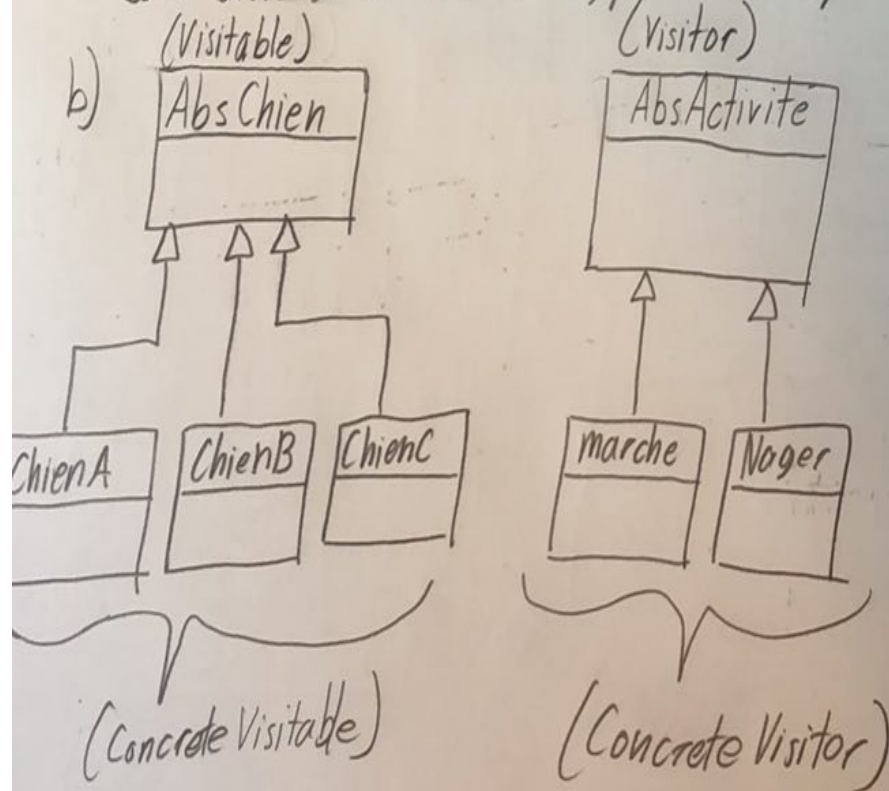 (Visitable)
(Visitor)
b)
AbsChien
AbsActivite
ChienA
ChienB
ChienC
marche
Nager
(Concrete Visitable)
(Concrete Visitor)